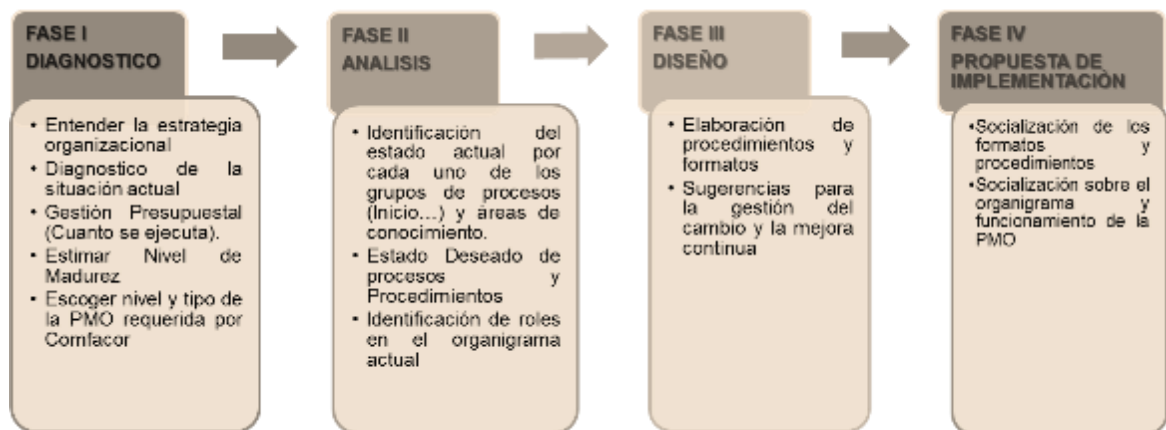 FASE I
DIAGNOSTICO
• Entender la estrategia
organizacional
• Diagnostico de la
situación actual
• Gestión Presupuestal
(Cuanto se ejecuta).
• Estimar Nivel de
Madurez
• Escoger nivel y tipo de
la PMO requerida por
Comfacor
FASE II
ANALISIS
• Identificación del
estado actual por
cada uno de los
grupos de procesos
(Inicio...) y áreas de
conocimiento.
• Estado Deseado de
procesos y
Procedimientos
• Identificación de roles
en el organigrama
actual
FASE III
DISEÑO
• Elaboración de
procedimientos y
formatos
• Sugerencias para
la gestión del
cambio y la mejora
continua
FASE IV
PROPUESTA DE
IMPLEMENTACIÒN
•Socialización de los
formatos y
procedimientos
•Socialización sobre el
organigrama y
funcionamiento de la
PMO